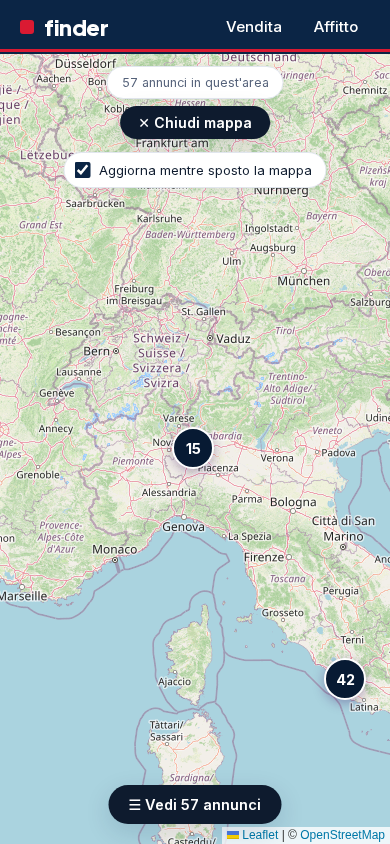 finder
Vendita
Affitto
Düsseldorf
Deutschland
57 annunci in quest'area
Aachen
Chemnitz
✕ Chiudi mappa
Frankfurt am
Aggiorna mentre sposto la mappa
Saarbrücken
Nürnberg
Karlsruhe
Bayern
Grand Est
Baden-Württemberg
Ingolstadt
Augsburg
Ulm
München
Freiburg
im Breisgau
Salzburg
St. Gallen
Besançon
Schweiz /
Suisse /
Svizzera /
Svizra
Vaduz
Tirol
Bern
Lausanne
Genève
Trentino-
Alto Adige/
Südtirol
Annecy
Varese
Udine
15
Veneto
Padova
Verona
Piemonte
Piacenza
Grenoble
Alessandria
Parma
Bologna
Provence-
Alpes-Côte
d'Azur
Genova
La Spezia
Città di San
Marino
Monaco
Firenze
Toscana
Perugia
Marseille
Grosseto
Terni
Ajaccio
42
Latina
Tàttari/
Sassari
Sardigna/
☰ Vedi 57 annunci
Casteddu/
Leaflet | © OpenStreetMap